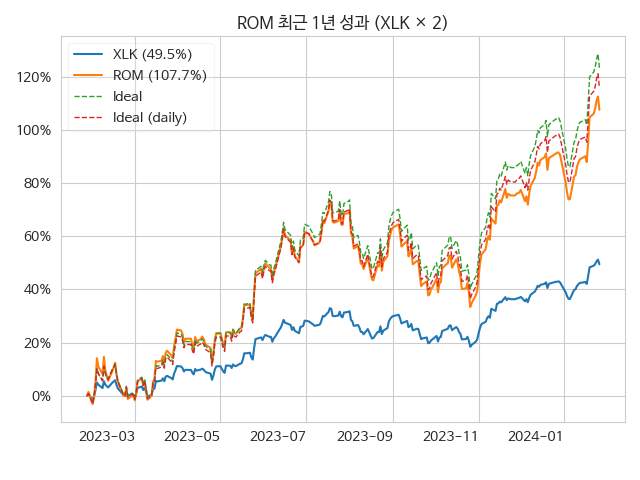 ROM 최근 1년 성과 (XLK × 2)
XLK (49.5%)
ROM (107.7%)
Ideal
Ideal (daily)
120%
100%
80%
60%
40%
20%
0%
2023−03 2023−05 2023−07 2023−09 2023−11 2024−01